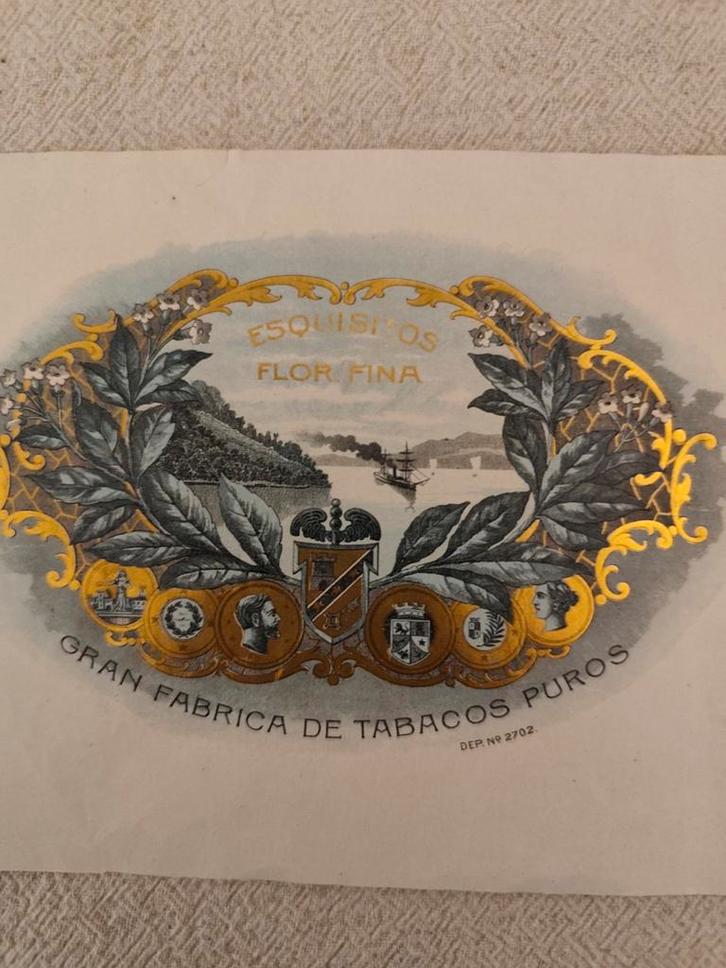 ESQUISITOS
FLOR FINA
GRAN FABRICA DE TABACOS PUROS
DEP. Nº 2702.